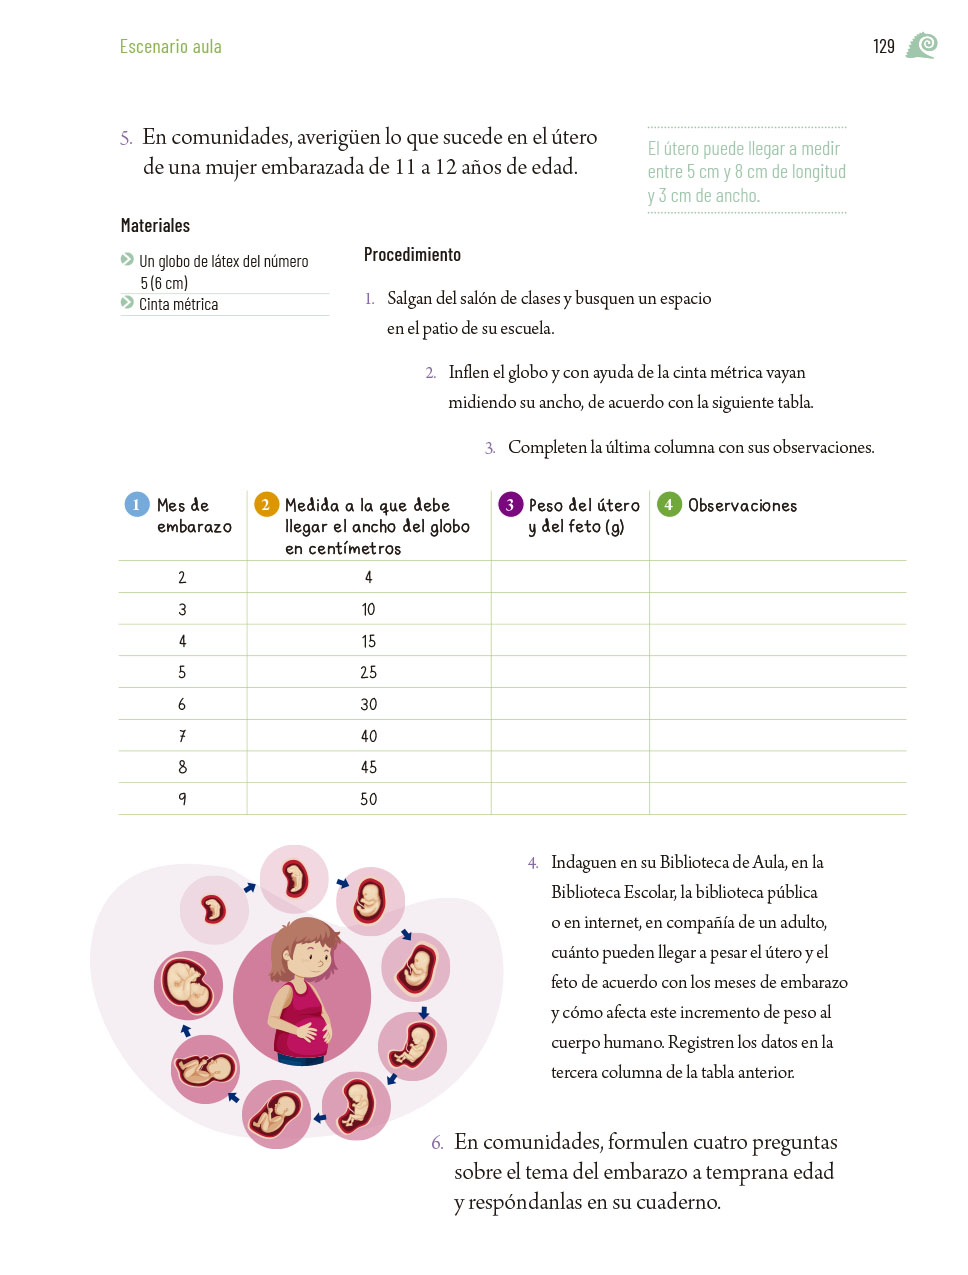 Escenario aula
129
5. En comunidades, averigüen lo que sucede en el útero
de una mujer embarazada de 11 a 12 años de edad.
El útero puede llegar a medir
entre 5 cm y 8 cm de longitud
y 3 cm de ancho.
Materiales
Un globo de látex del número
5 (6 cm)
Cinta métrica
Procedimiento
1. Salgan del salón de clases y busquen un espacio
en el patio de su escuela.
2. Inflen el globo y con ayuda de la cinta métrica vayan
midiendo su ancho, de acuerdo con la siguiente tabla.
3. Completen la última columna con sus observaciones.
1 Mes de
embarazo
2 Medida a la que debe
llegar el ancho del globo
en centímetros
3 Peso del útero
y del feto (g)
4 Observaciones
2 4
3 10
4 15
5 25
6 30
7 40
8 45
9 50
4. Indaguen en su Biblioteca de Aula, en la
Biblioteca Escolar, la biblioteca pública
o en internet, en compañía de un adulto,
cuánto pueden llegar a pesar el útero y el
feto de acuerdo con los meses de embarazo
y cómo afecta este incremento de peso al
cuerpo humano. Registren los datos en la
tercera columna de la tabla anterior.
6. En comunidades, formulen cuatro preguntas
sobre el tema del embarazo a temprana edad
y respóndanlas en su cuaderno.